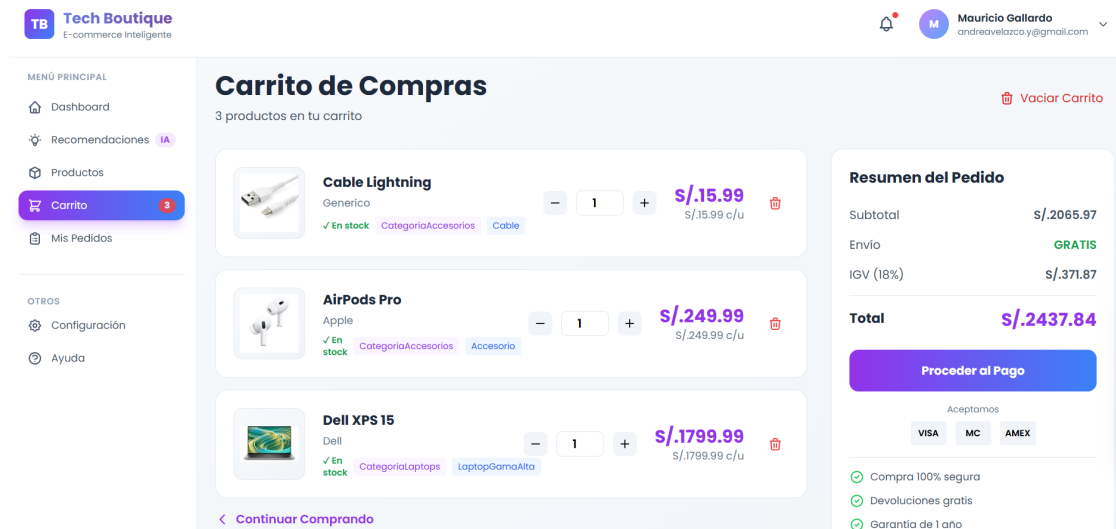 TB
Tech Boutique
E-commerce Inteligente
M
Mauricio Gallardo
andreavelazco.y@gmail.com
MENÚ PRINCIPAL
Dashboard
Recomendaciones IA
Productos
Carrito 3
Mis Pedidos
OTROS
Configuración
Ayuda
Carrito de Compras
3 productos en tu carrito
Vaciar Carrito
Cable Lightning
Generico
✓ En stock CategoriaAccesorios Cable
− 1 +
S/.15.99
S/.15.99 c/u
AirPods Pro
Apple
✓ En
stock CategoriaAccesorios Accesorio
− 1 +
S/.249.99
S/.249.99 c/u
Dell XPS 15
Dell
✓ En
stock CategoriaLaptops LaptopGamaAlta
− 1 +
S/.1799.99
S/.1799.99 c/u
Continuar Comprando
Resumen del Pedido
Subtotal S/.2065.97
Envío GRATIS
IGV (18%) S/.371.87
Total S/.2437.84
Proceder al Pago
Aceptamos
VISA MC AMEX
Compra 100% segura
Devoluciones gratis
Garantía de 1 año